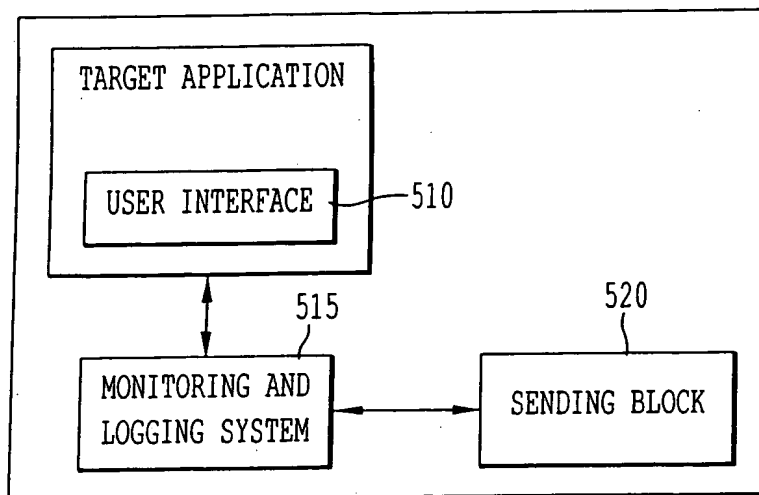 TARGET APPLICATION
USER INTERFACE
510
515
520
MONITORING AND
LOGGING SYSTEM
SENDING BLOCK